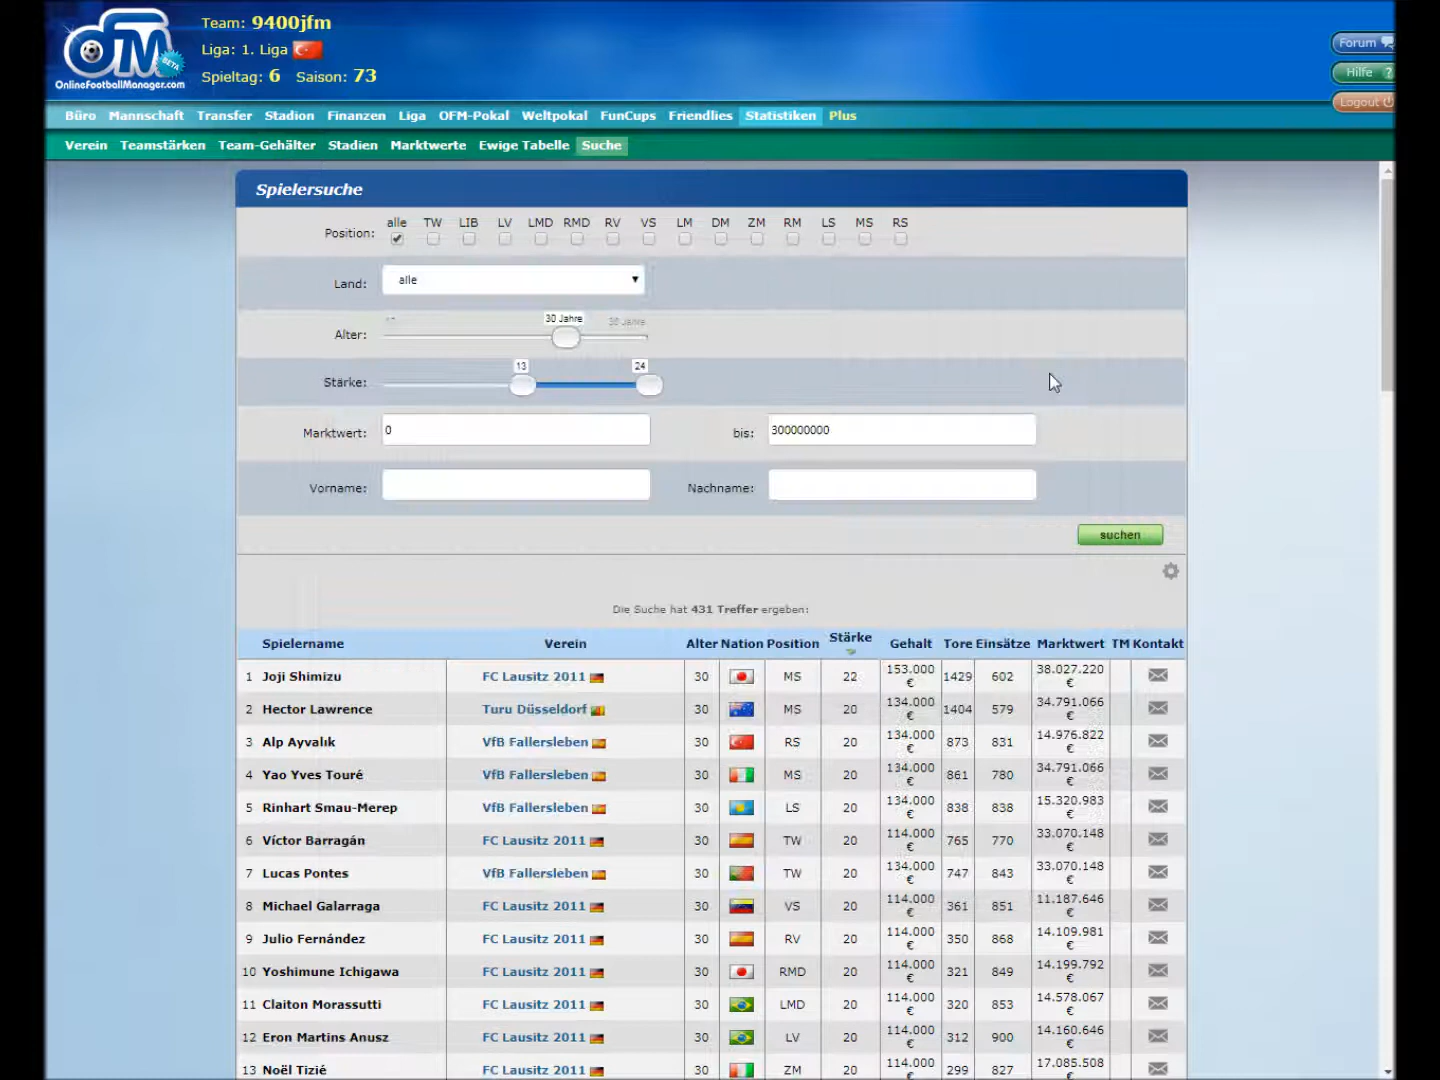 OFM BETA
OnlineFootballManager.com
Team: 9400jfm
Liga: 1. Liga
Spieltag: 6 Saison: 73
Forum
Hilfe ?
Logout
Büro Mannschaft Transfer Stadion Finanzen Liga OFM-Pokal Weltpokal FunCups Friendlies Statistiken Plus
Verein Teamstärken Team-Gehälter Stadien Marktwerte Ewige Tabelle Suche
Spielersuche
Position: alle TW LIB LV LMD RMD RV VS LM DM ZM RM LS MS RS
Land: alle
Alter: 30 Jahre 30 Jahre
Stärke: 13 24
Marktwert: 0 bis: 300000000
Vorname: Nachname:
suchen
Die Suche hat 431 Treffer ergeben:
Spielername Verein Alter Nation Position Stärke Gehalt Tore Einsätze Marktwert TM Kontakt
1 Joji Shimizu FC Lausitz 2011 30 MS 22 153.000 € 1429 602 38.027.220 €
2 Hector Lawrence Turu Düsseldorf 30 MS 20 134.000 € 1404 579 34.791.066 €
3 Alp Ayvalık VfB Fallersleben 30 RS 20 134.000 € 873 831 14.976.822 €
4 Yao Yves Touré VfB Fallersleben 30 MS 20 134.000 € 861 780 34.791.066 €
5 Rinhart Smau-Merep VfB Fallersleben 30 LS 20 134.000 € 838 838 15.320.983 €
6 Víctor Barragán FC Lausitz 2011 30 TW 20 114.000 € 765 770 33.070.148 €
7 Lucas Pontes VfB Fallersleben 30 TW 20 134.000 € 747 843 33.070.148 €
8 Michael Galarraga FC Lausitz 2011 30 VS 20 114.000 € 361 851 11.187.646 €
9 Julio Fernández FC Lausitz 2011 30 RV 20 114.000 € 350 868 14.109.981 €
10 Yoshimune Ichigawa FC Lausitz 2011 30 RMD 20 114.000 € 321 849 14.199.792 €
11 Claiton Morassutti FC Lausitz 2011 30 LMD 20 114.000 € 320 853 14.578.067 €
12 Eron Martins Anusz FC Lausitz 2011 30 LV 20 114.000 € 312 900 14.160.646 €
13 Noël Tizié FC Lausitz 2011 30 ZM 20 114.000 € 299 827 17.085.508 €